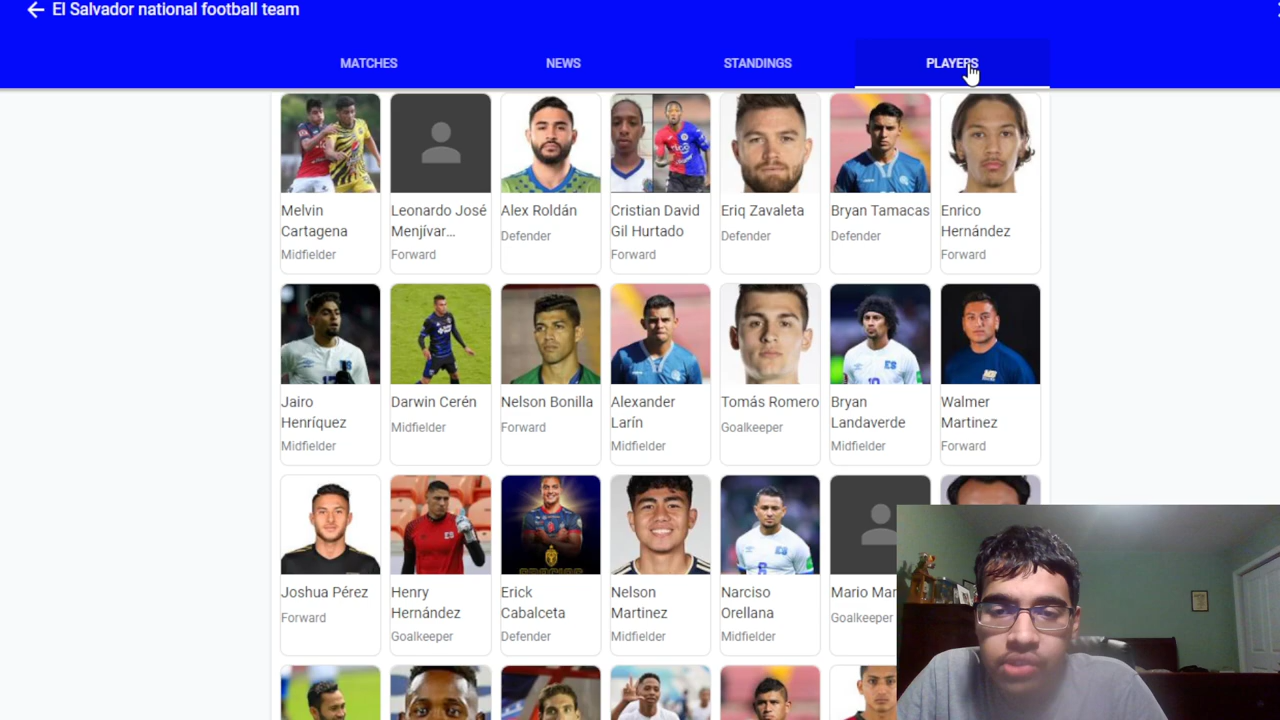 El Salvador national football team
MATCHES NEWS STANDINGS PLAYERS
Melvin Cartagena
Midfielder
Leonardo José Menjívar…
Forward
Alex Roldán
Defender
Cristian David Gil Hurtado
Forward
Eriq Zavaleta
Defender
Bryan Tamacas
Defender
Enrico Hernández
Forward
Jairo Henríquez
Midfielder
Darwin Cerén
Midfielder
Nelson Bonilla
Forward
Alexander Larín
Midfielder
Tomás Romero
Goalkeeper
Bryan Landaverde
Midfielder
Walmer Martinez
Forward
Joshua Pérez
Forward
Henry Hernández
Goalkeeper
Erick Cabalceta
Defender
Nelson Martinez
Midfielder
Narciso Orellana
Midfielder
Mario Mar
Goalkeeper